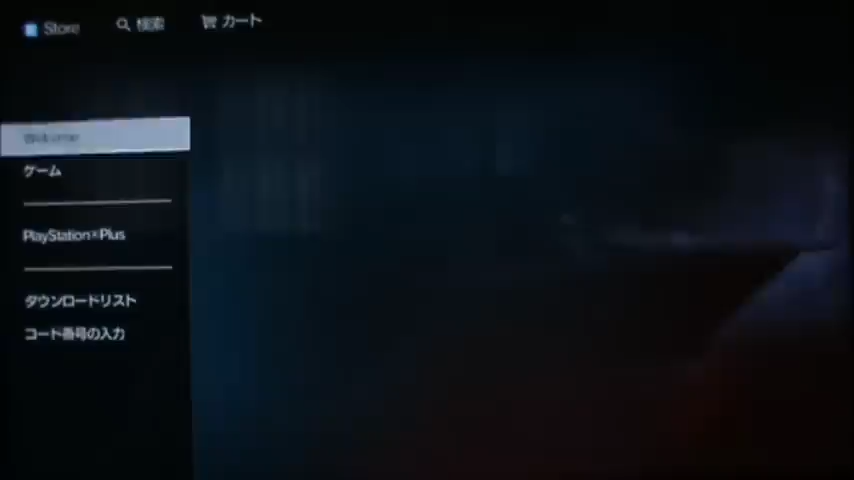 Store 検索 カート
Welcome
ゲーム
PlayStation®Plus
ダウンロードリスト
コード番号の入力